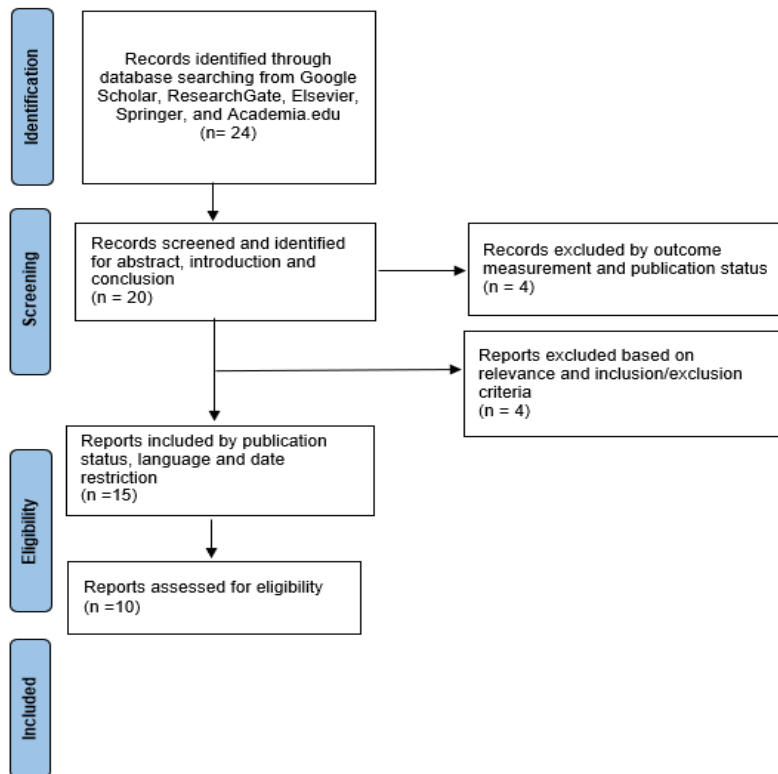 Identification
Records identified through
database searching from Google
Scholar, ResearchGate, Elsevier,
Springer, and Academia.edu
(n= 24)
Screening
Records screened and identified
for abstract, introduction and
conclusion
(n = 20)
Records excluded by outcome
measurement and publication status
(n = 4)
Reports excluded based on
relevance and inclusion/exclusion
criteria
(n = 4)
Eligibility
Reports included by publication
status, language and date
restriction
(n =15)
Reports assessed for eligibility
(n =10)
Included